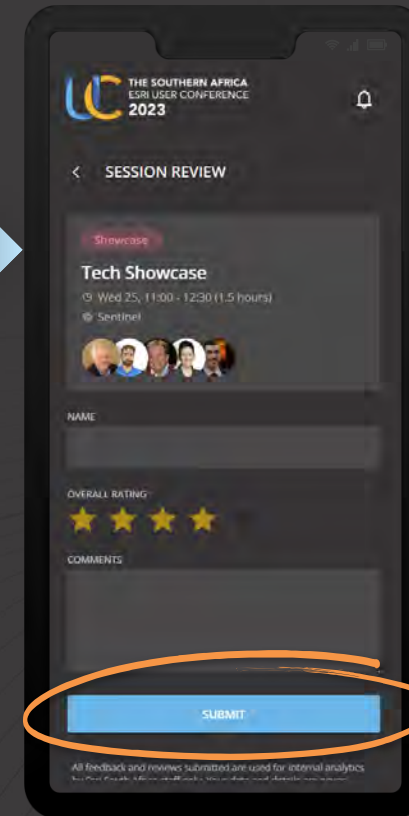 UC
THE SOUTHERN AFRICA
ESRI USER CONFERENCE
2023
< SESSION REVIEW
Showcase
Tech Showcase
Wed 25, 11:00 - 12:30 (1.5 hours)
Sentinel
NAME
OVERALL RATING
COMMENTS
SUBMIT
All feedback and reviews submitted are used for internal analytics